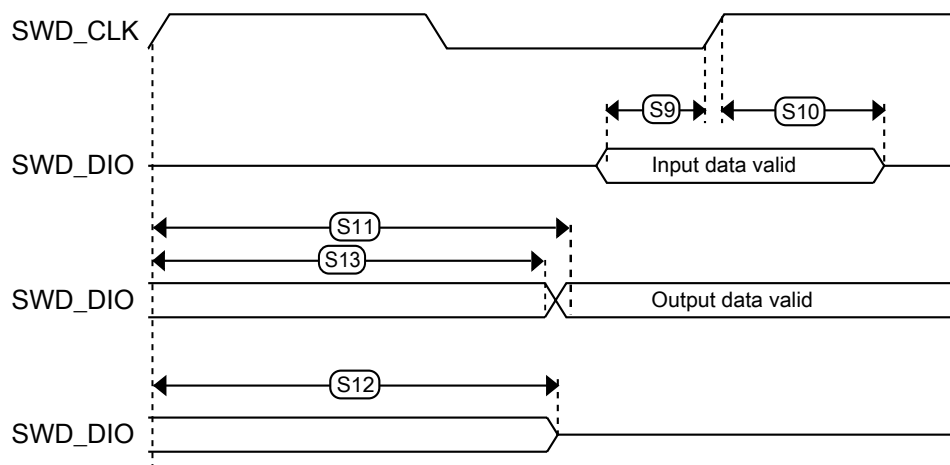 SWD_CLK
S9
S10
SWD_DIO
Input data valid
S11
S13
SWD_DIO
Output data valid
S12
SWD_DIO